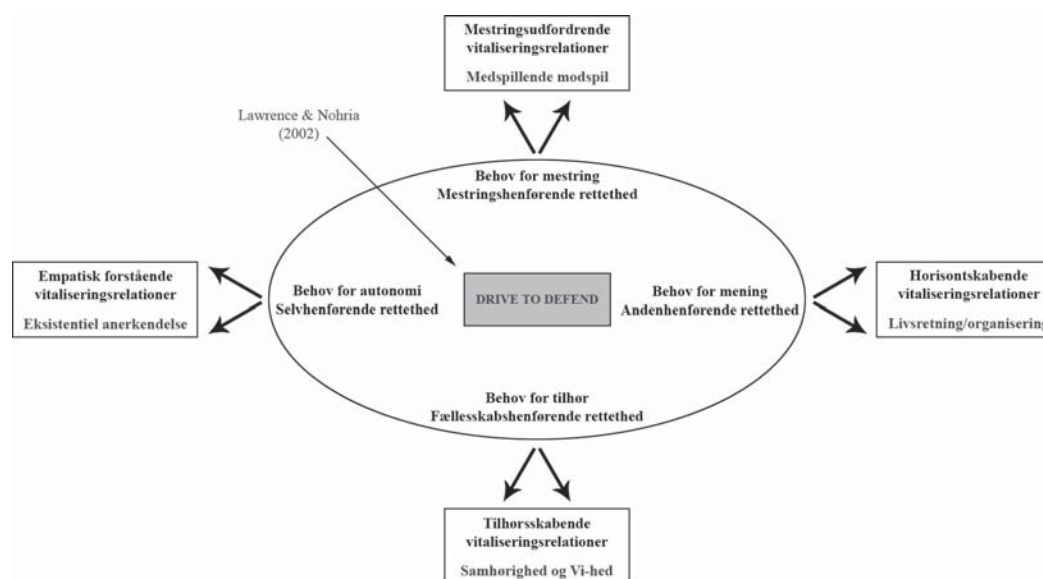 Mestringsudfordrende
vitaliseringsrelationer
Medspillende modspil
Lawrence & Nohria
(2002)
Behov for mestring
Mestringshenførende rettethed
Empatisk forstående
vitaliseringsrelationer
Eksistentiel anerkendelse
Behov for autonomi
Selvhenførende rettethed
DRIVE TO DEFEND
Behov for mening
Andenhenførende rettethed
Horisontskabende
vitaliseringsrelationer
Livsretning/organisering
Behov for tilhør
Fællesskabshenførende rettethed
Tilhørsskabende
vitaliseringsrelationer
Samhørighed og Vi-hed